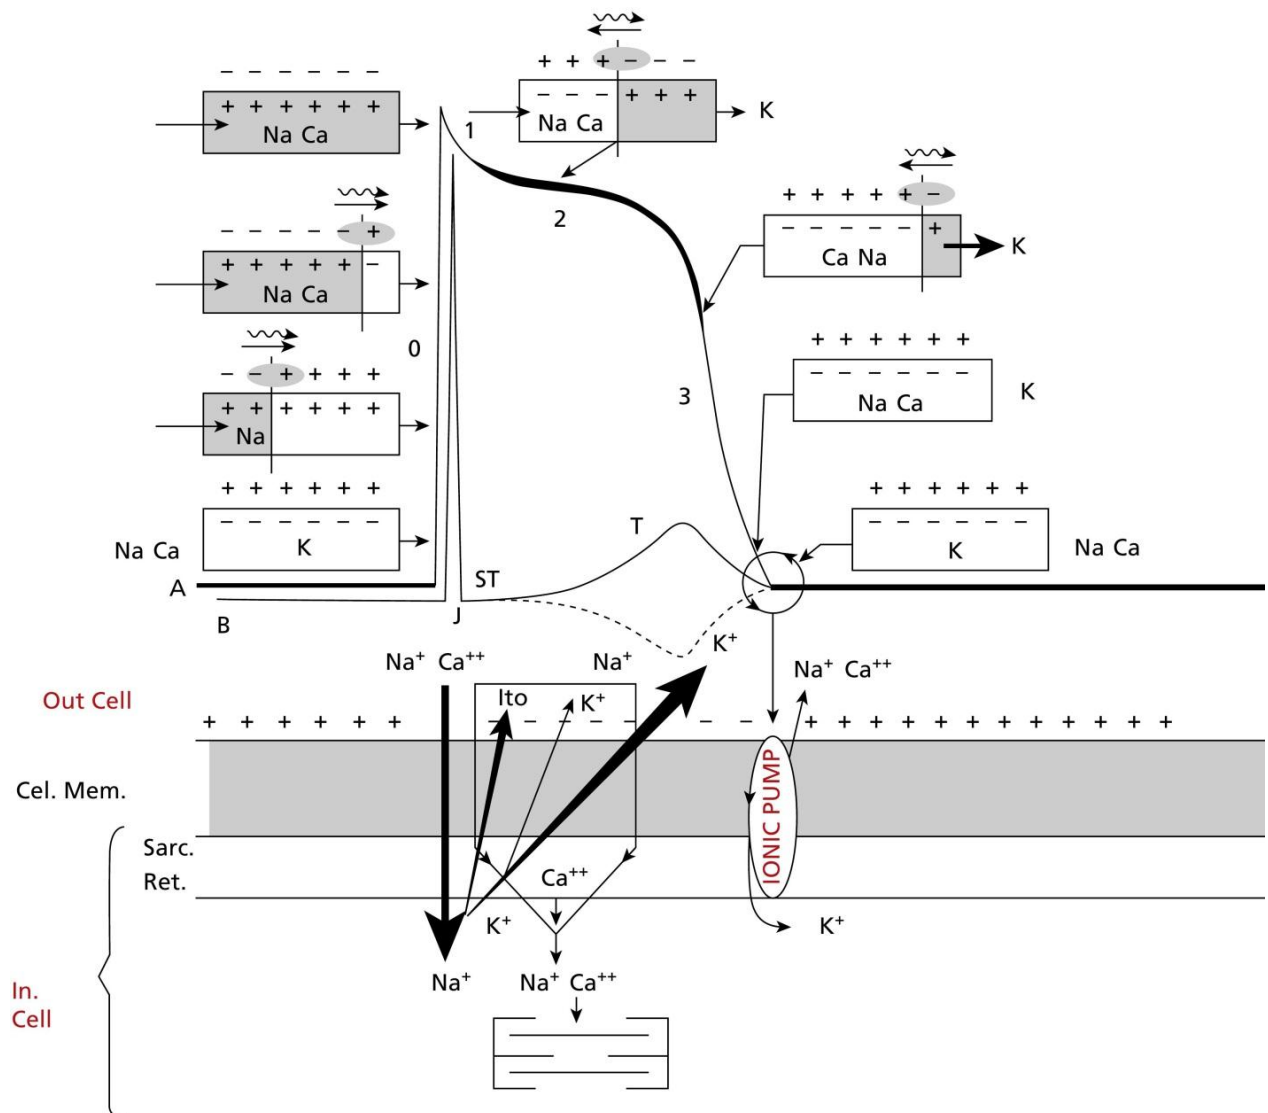 − − − − − −
+ + + + + +
Na Ca
1
+ + + − − −
− − − + + +
Na Ca
K
2
+ + + + + −
− − − − − +
Ca Na
K
− − − − − +
+ + + + + −
Na Ca
0
− − + + + +
+ + + + + +
Na
3
+ + + + + +
− − − − − −
Na Ca
K
+ + + + + +
− − − − − −
K
Na Ca
+ + + + + +
− − − − − −
K
Na Ca
A
B
ST
J
T
Na⁺ Ca⁺⁺
Na⁺
K⁺
Na⁺ Ca⁺⁺
Out Cell
Ito
K⁺
+ + + + + +
− − − − − − −
+ + + + + + + + + + + +
Cel. Mem.
IONIC PUMP
Sarc.
Ret.
Ca⁺⁺
K⁺
K⁺
In.
Cell
Na⁺
Na⁺ Ca⁺⁺